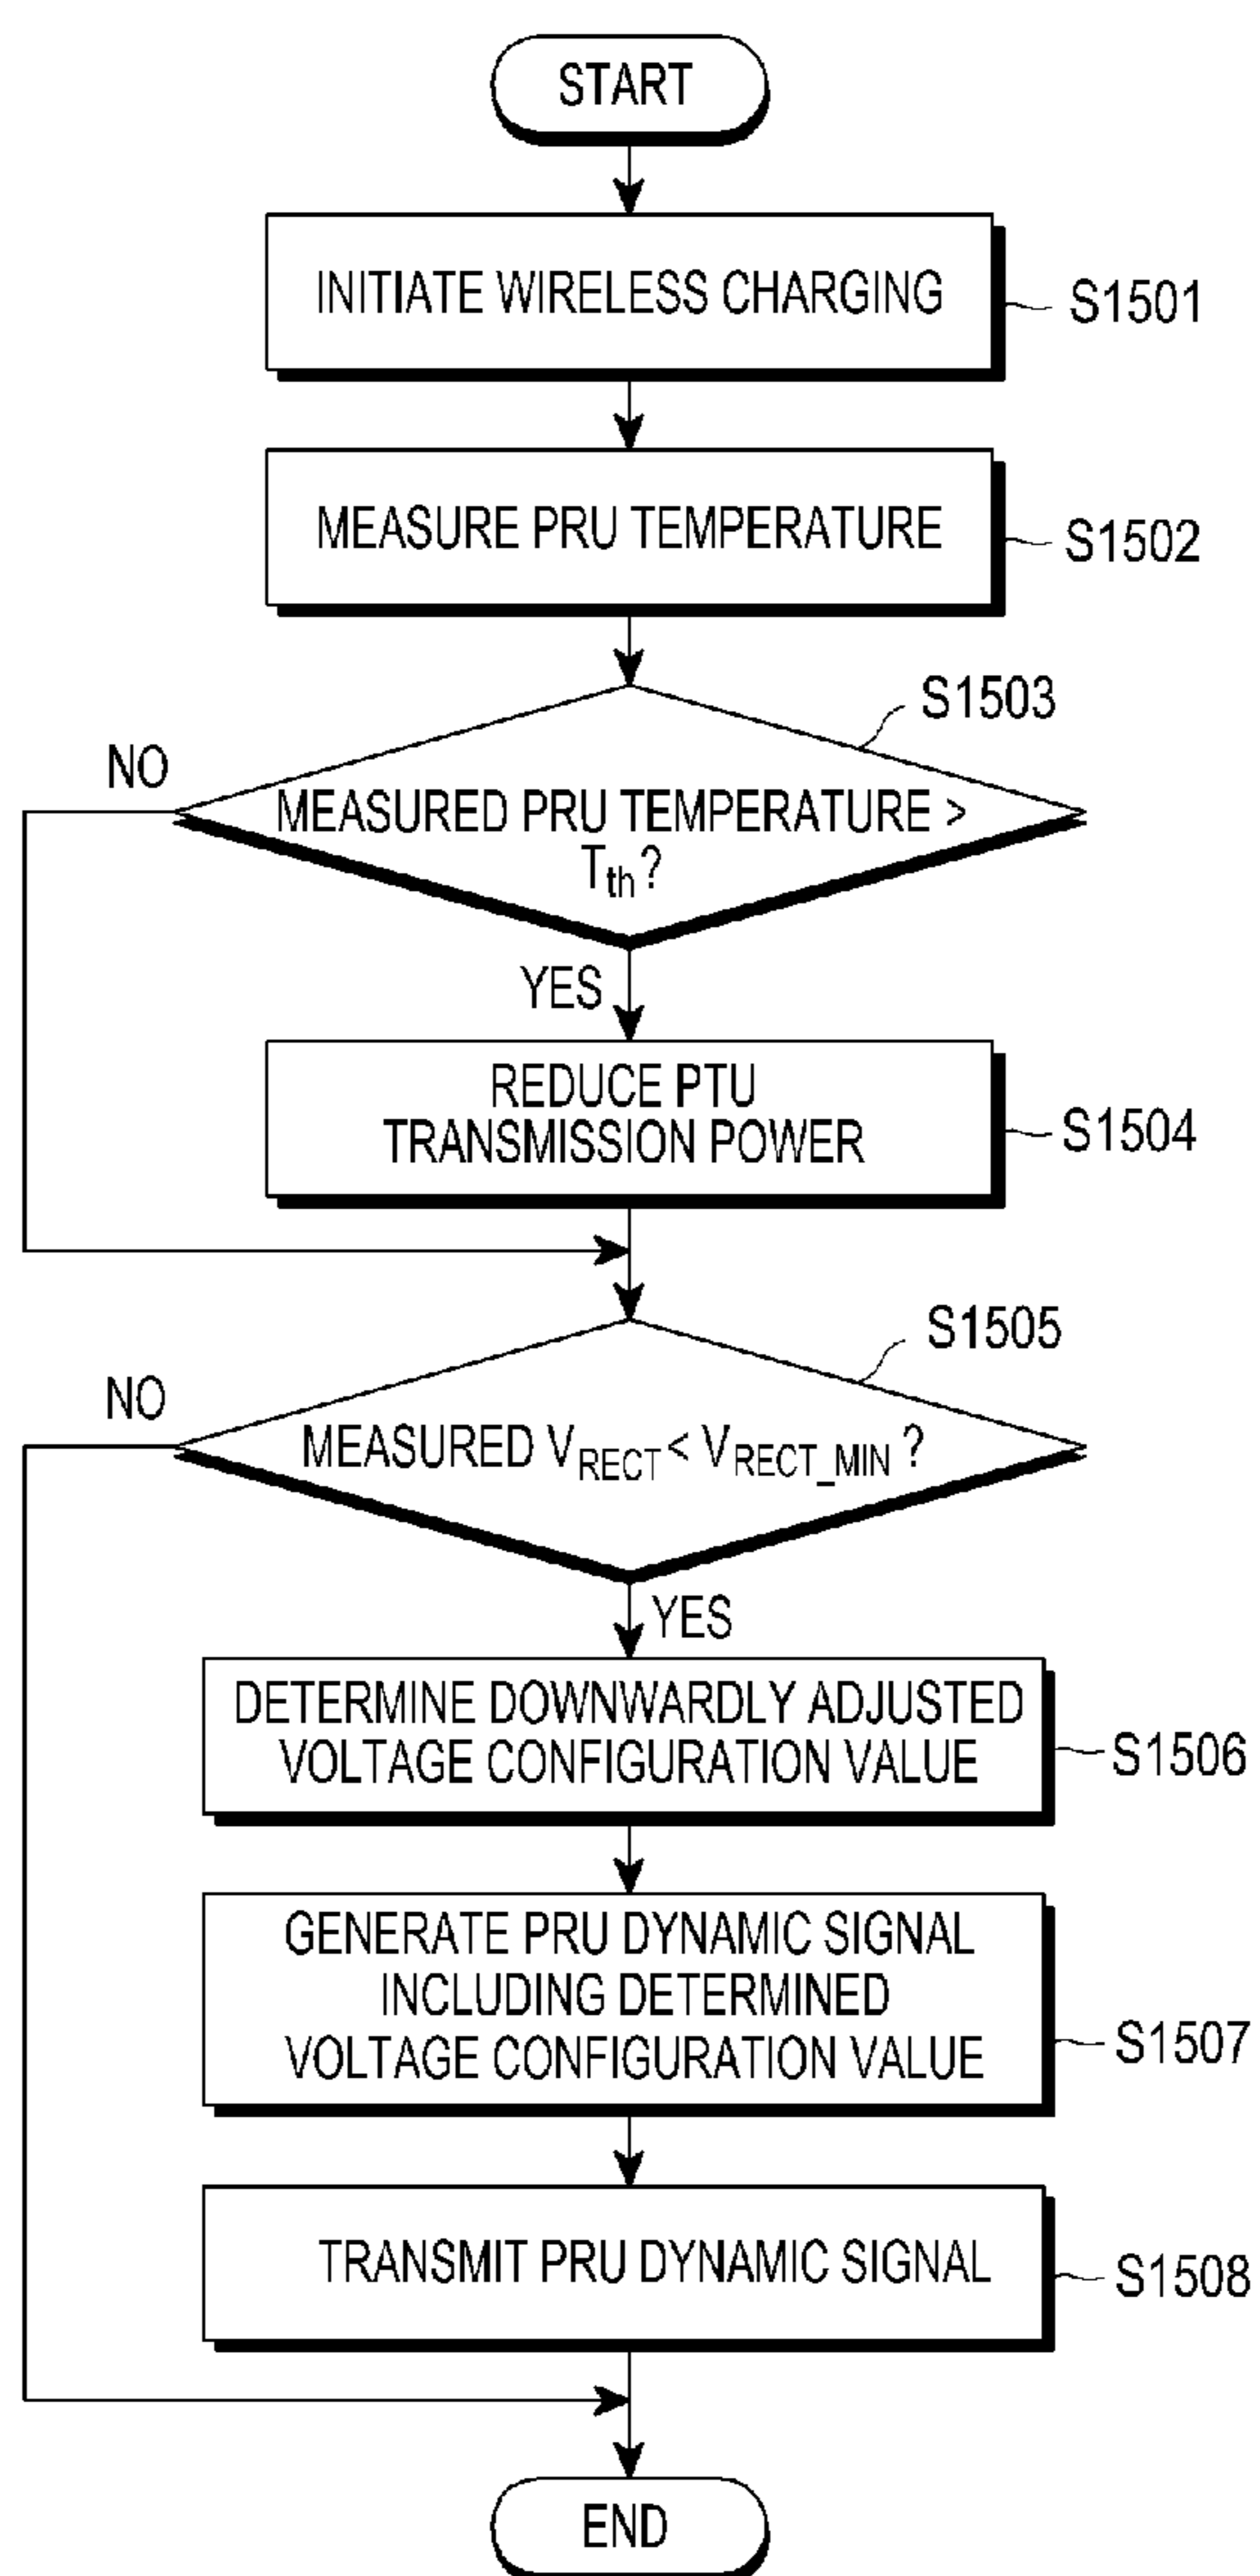 START
INITIATE WIRELESS CHARGING
S1501
MEASURE PRU TEMPERATURE
S1502
S1503
NO
MEASURED PRU TEMPERATURE >
Tth?
YES
REDUCE PTU
TRANSMISSION POWER
S1504
S1505
NO
MEASURED VRECT < VRECT_MIN ?
YES
DETERMINE DOWNWARDLY ADJUSTED
VOLTAGE CONFIGURATION VALUE
S1506
GENERATE PRU DYNAMIC SIGNAL
INCLUDING DETERMINED
VOLTAGE CONFIGURATION VALUE
S1507
TRANSMIT PRU DYNAMIC SIGNAL
S1508
END